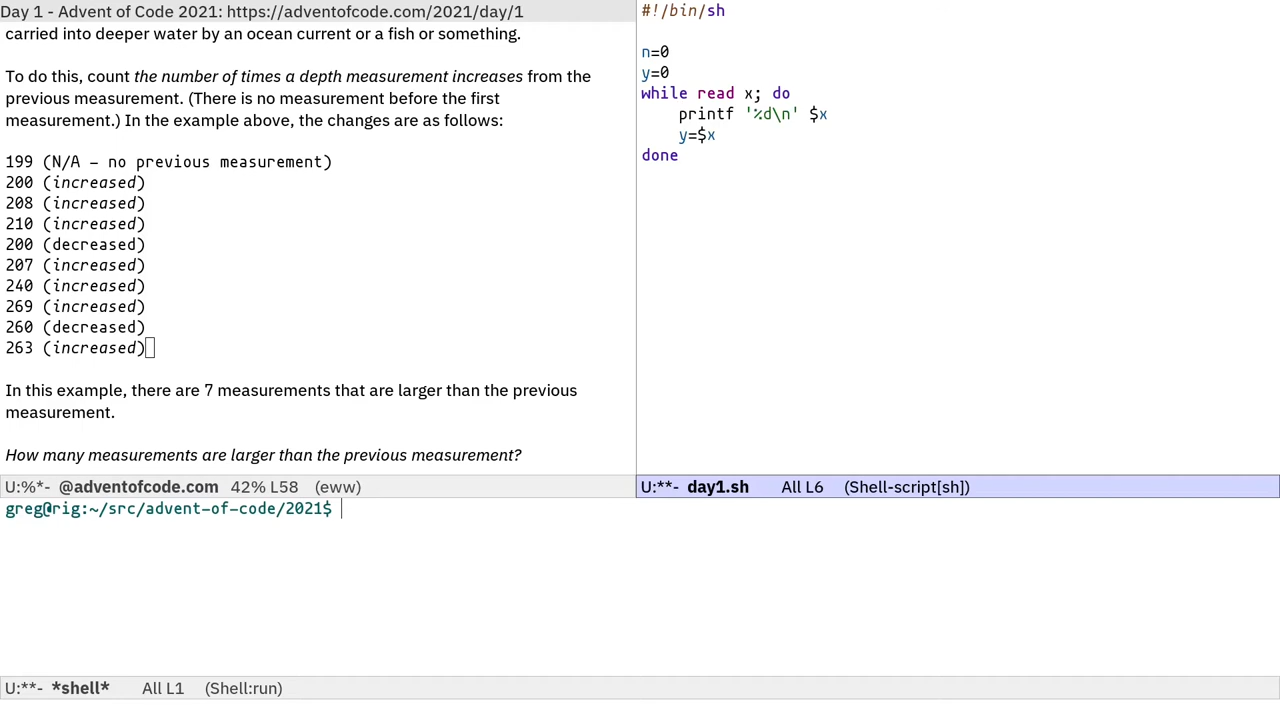 Day 1 - Advent of Code 2021: https://adventofcode.com/2021/day/1
carried into deeper water by an ocean current or a fish or something.
To do this, count the number of times a depth measurement increases from the
previous measurement. (There is no measurement before the first
measurement.) In the example above, the changes are as follows:
199 (N/A – no previous measurement)
200 (increased)
208 (increased)
210 (increased)
200 (decreased)
207 (increased)
240 (increased)
269 (increased)
260 (decreased)
263 (increased)
In this example, there are 7 measurements that are larger than the previous
measurement.
How many measurements are larger than the previous measurement?
U:%*- @adventofcode.com 42% L58 (eww)
#!/bin/sh
n=0
y=0
while read x; do
    printf '%d\n' $x
    y=$x
done
U:**- day1.sh All L6 (Shell-script[sh])
greg@rig:~/src/advent-of-code/2021$
U:**- *shell* All L1 (Shell:run)